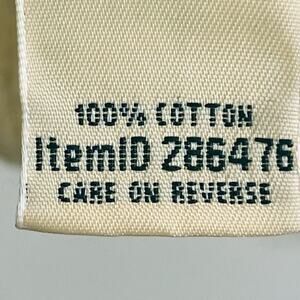 100% COTTON
ItemID 286476
CARE ON REVERSE